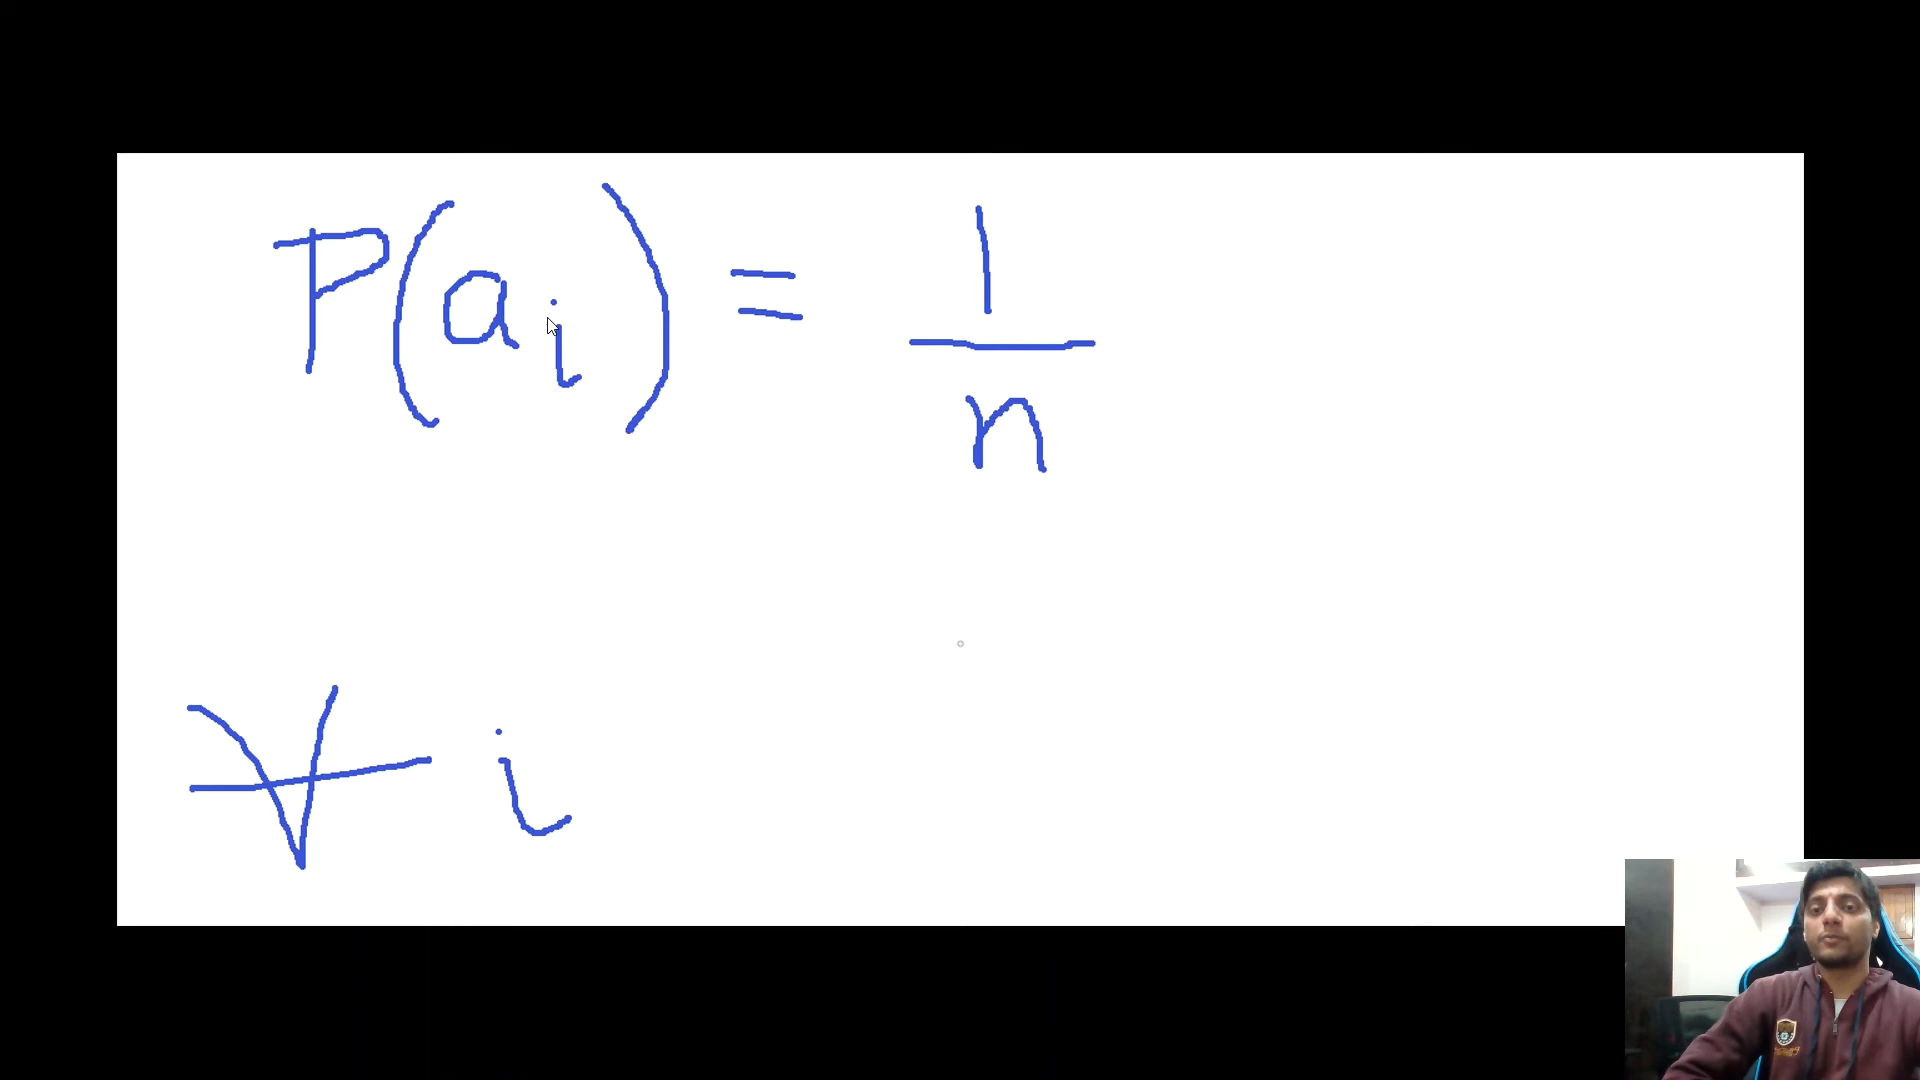 P(a_i) = 1/n
∀ i